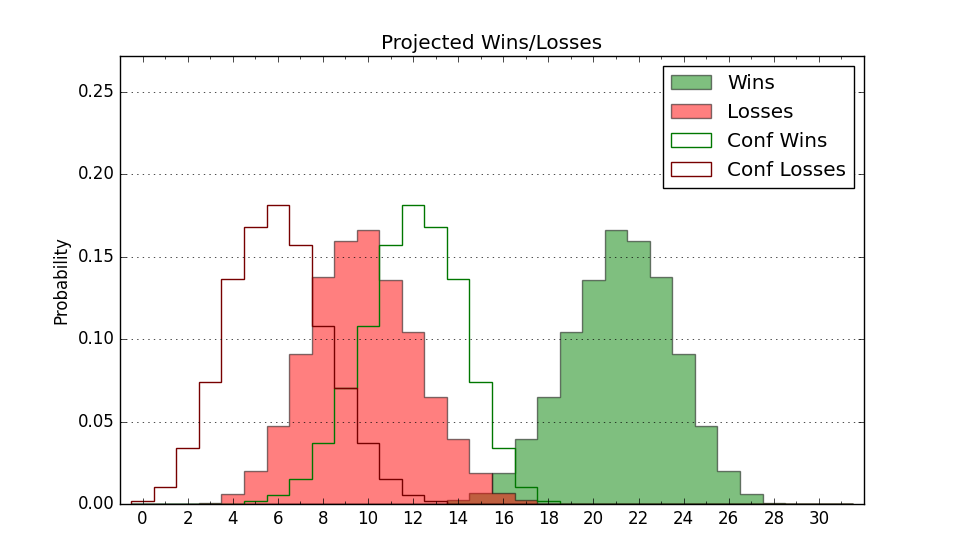 Projected Wins/Losses
Wins
Losses
Conf Wins
Conf Losses
Probability
0.25
0.20
0.15
0.10
0.05
0.00
0 2 4 6 8 10 12 14 16 18 20 22 24 26 28 30